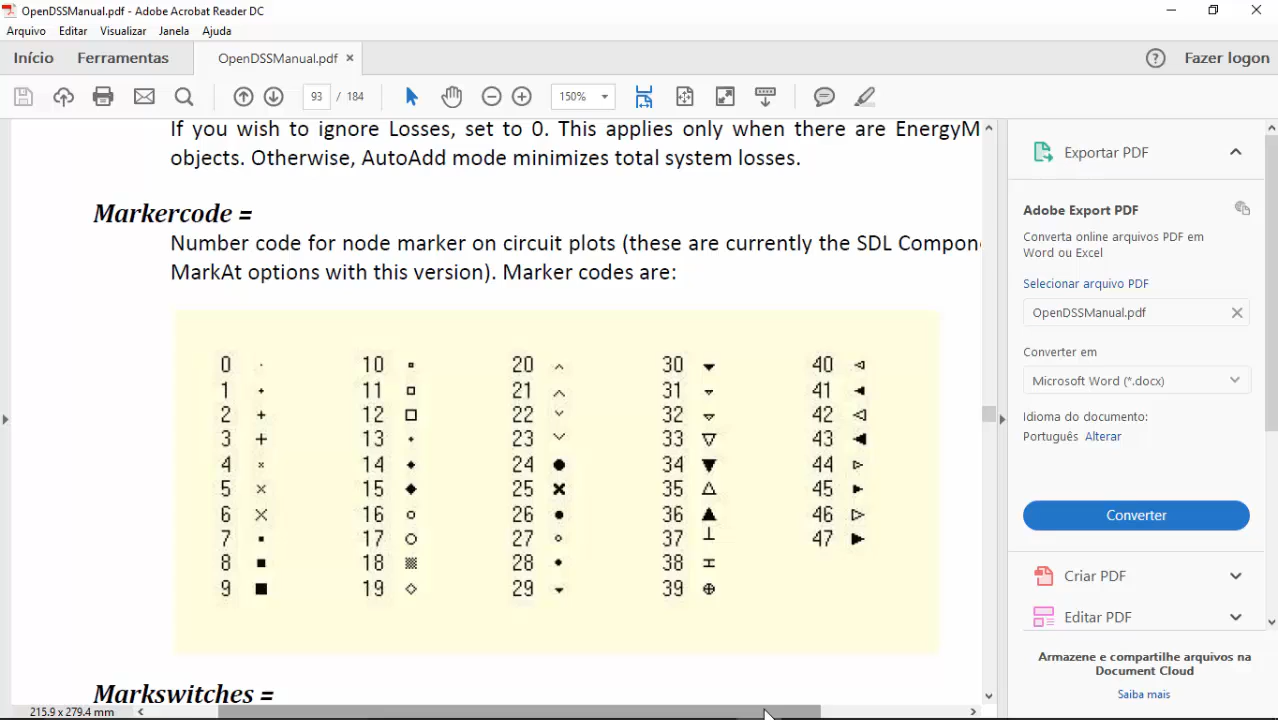 OpenDSSManual.pdf - Adobe Acrobat Reader DC
Arquivo Editar Visualizar Janela Ajuda
Início Ferramentas OpenDSSManual.pdf Fazer logon
93 / 184 150%
If you wish to ignore Losses, set to 0. This applies only when there are EnergyM
objects. Otherwise, AutoAdd mode minimizes total system losses.
Markercode =
Number code for node marker on circuit plots (these are currently the SDL Compone
MarkAt options with this version). Marker codes are:
0 10 20 30 40
1 11 21 31 41
2 12 22 32 42
3 13 23 33 43
4 14 24 34 44
5 15 25 35 45
6 16 26 36 46
7 17 27 37 47
8 18 28 38
9 19 29 39
Markswitches =
215.9 x 279.4 mm
Exportar PDF
Adobe Export PDF
Converta online arquivos PDF em
Word ou Excel
Selecionar arquivo PDF
OpenDSSManual.pdf
Converter em
Microsoft Word (*.docx)
Idioma do documento:
Português Alterar
Converter
Criar PDF
Editar PDF
Armazene e compartilhe arquivos na
Document Cloud
Saiba mais